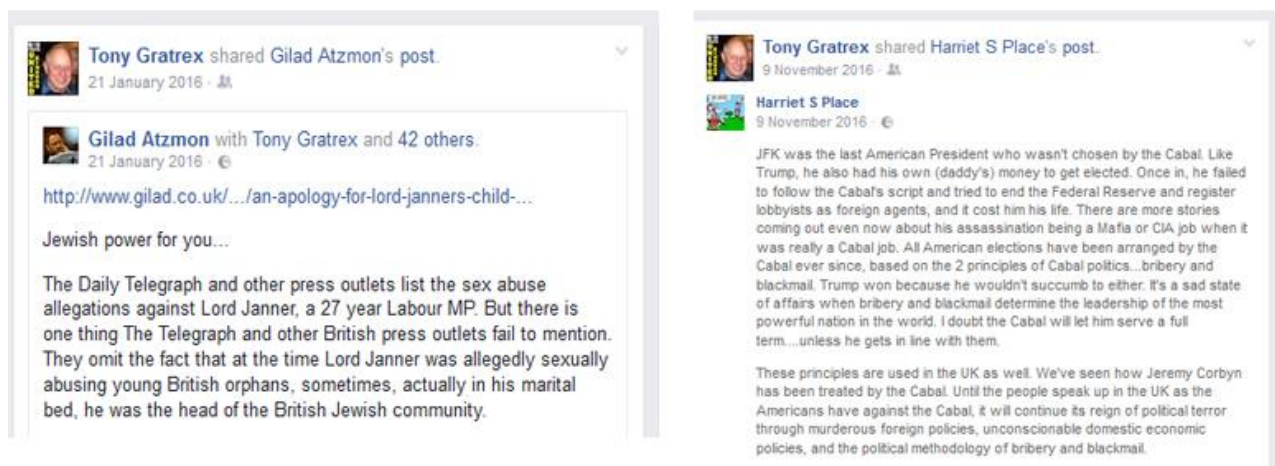 Tony Gratrex shared Gilad Atzmon's post.
21 January 2016 ·
Gilad Atzmon with Tony Gratrex and 42 others.
21 January 2016 ·
http://www.gilad.co.uk/.../an-apology-for-lord-janners-child-...
Jewish power for you...
The Daily Telegraph and other press outlets list the sex abuse
allegations against Lord Janner, a 27 year Labour MP. But there is
one thing The Telegraph and other British press outlets fail to mention.
They omit the fact that at the time Lord Janner was allegedly sexually
abusing young British orphans, sometimes, actually in his marital
bed, he was the head of the British Jewish community.
Tony Gratrex shared Harriet S Place's post.
9 November 2016 ·
Harriet S Place
9 November 2016 ·
JFK was the last American President who wasn't chosen by the Cabal. Like
Trump, he also had his own (daddy's) money to get elected. Once in, he failed
to follow the Cabal's script and tried to end the Federal Reserve and register
lobbyists as foreign agents, and it cost him his life. There are more stories
coming out even now about his assassination being a Mafia or CIA job when it
was really a Cabal job. All American elections have been arranged by the
Cabal ever since, based on the 2 principles of Cabal politics...bribery and
blackmail. Trump won because he wouldn't succumb to either. It's a sad state
of affairs when bribery and blackmail determine the leadership of the most
powerful nation in the world. I doubt the Cabal will let him serve a full
term....unless he gets in line with them.
These principles are used in the UK as well. We've seen how Jeremy Corbyn
has been treated by the Cabal. Until the people speak up in the UK as the
Americans have against the Cabal, it will continue its reign of political terror
through murderous foreign policies, unconscionable domestic economic
policies, and the political methodology of bribery and blackmail.